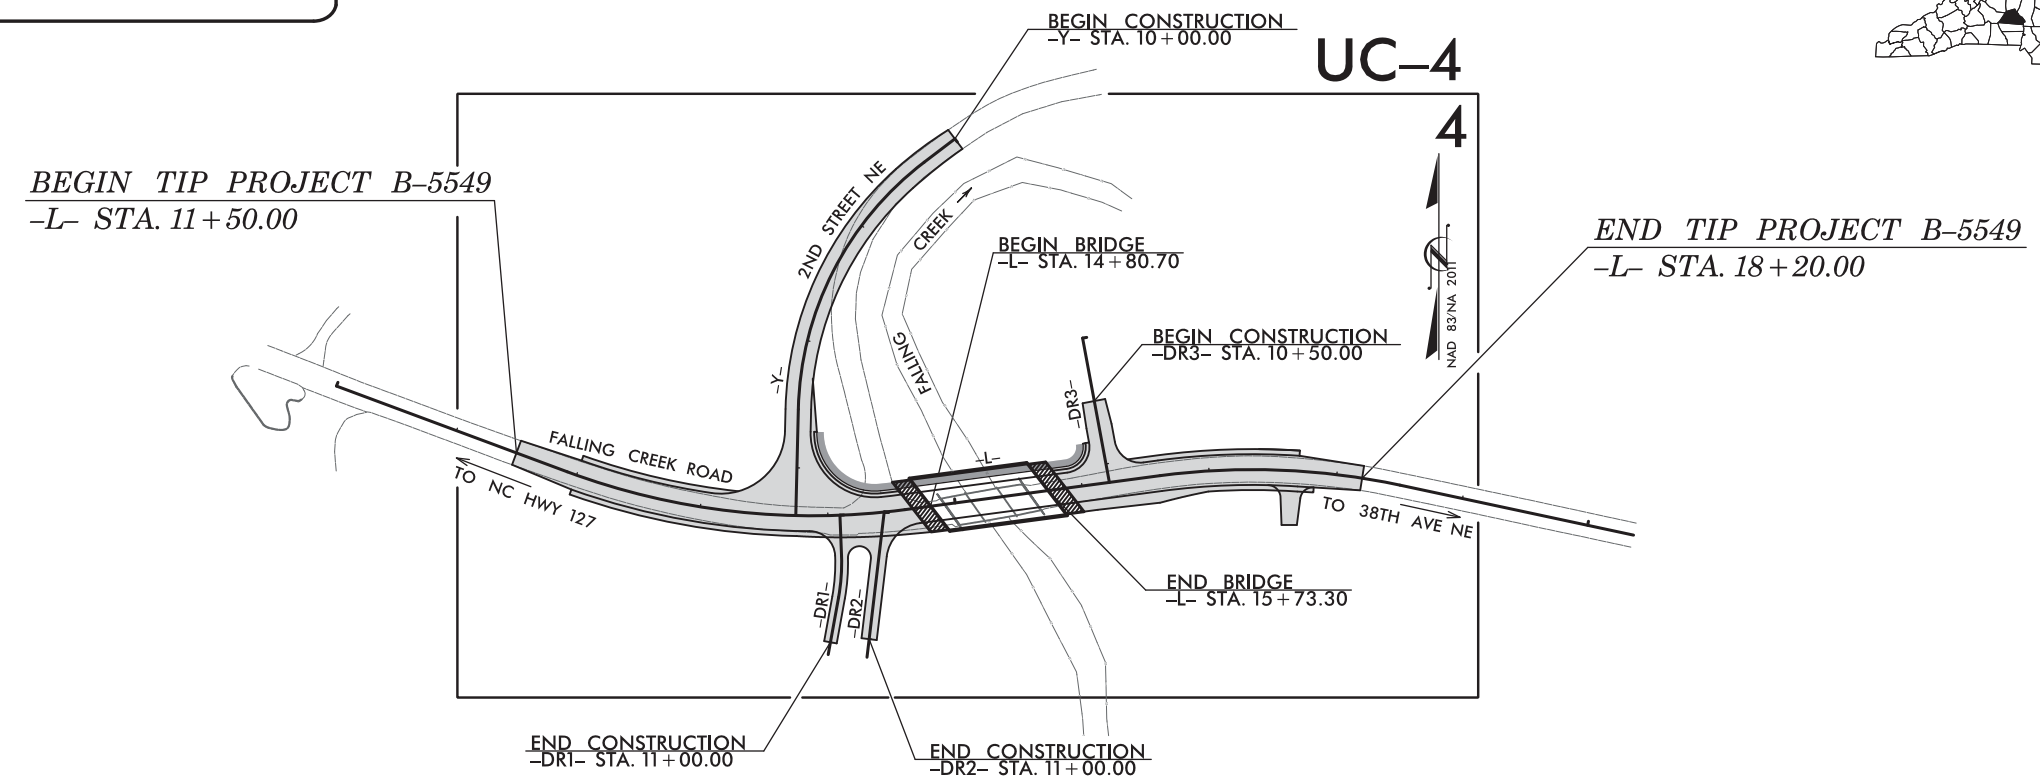 BEGIN CONSTRUCTION
–Y– STA. 10+00.00
UC–4
4
BEGIN TIP PROJECT B–5549
–L– STA. 11+50.00
2ND STREET NE
CREEK
BEGIN BRIDGE
–L– STA. 14+80.70
END TIP PROJECT B–5549
–L– STA. 18+20.00
NAD 83/NA 2011
BEGIN CONSTRUCTION
–DR3– STA. 10+50.00
FALLING
–Y–
–DR3–
FALLING CREEK ROAD
–L–
TO NC HWY 127
TO 38TH AVE NE
END BRIDGE
–L– STA. 15+73.30
–DR1–
–DR2–
END CONSTRUCTION
–DR1– STA. 11+00.00
END CONSTRUCTION
–DR2– STA. 11+00.00